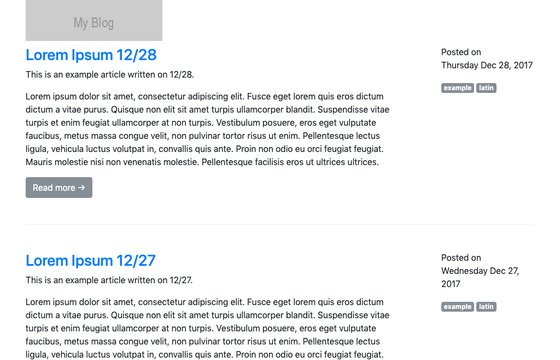 My Blog
Lorem Ipsum 12/28
This is an example article written on 12/28.
Lorem ipsum dolor sit amet, consectetur adipiscing elit. Fusce eget lorem quis eros dictum
dictum a vitae purus. Quisque non elit sit amet turpis ullamcorper blandit. Suspendisse vitae
turpis et enim feugiat ullamcorper at non turpis. Vestibulum posuere, eros eget vulputate
faucibus, metus massa congue velit, non pulvinar tortor risus ut enim. Pellentesque lectus
ligula, vehicula luctus volutpat in, convallis quis ante. Proin non odio eu orci feugiat feugiat.
Mauris molestie nisi non venenatis molestie. Pellentesque facilisis eros ut ultrices ultrices.
Read more →
Posted on
Thursday Dec 28, 2017
example latin
Lorem Ipsum 12/27
This is an example article written on 12/27.
Lorem ipsum dolor sit amet, consectetur adipiscing elit. Fusce eget lorem quis eros dictum
dictum a vitae purus. Quisque non elit sit amet turpis ullamcorper blandit. Suspendisse vitae
turpis et enim feugiat ullamcorper at non turpis. Vestibulum posuere, eros eget vulputate
faucibus, metus massa congue velit, non pulvinar tortor risus ut enim. Pellentesque lectus
ligula, vehicula luctus volutpat in, convallis quis ante. Proin non odio eu orci feugiat feugiat.
Posted on
Wednesday Dec 27,
2017
example latin